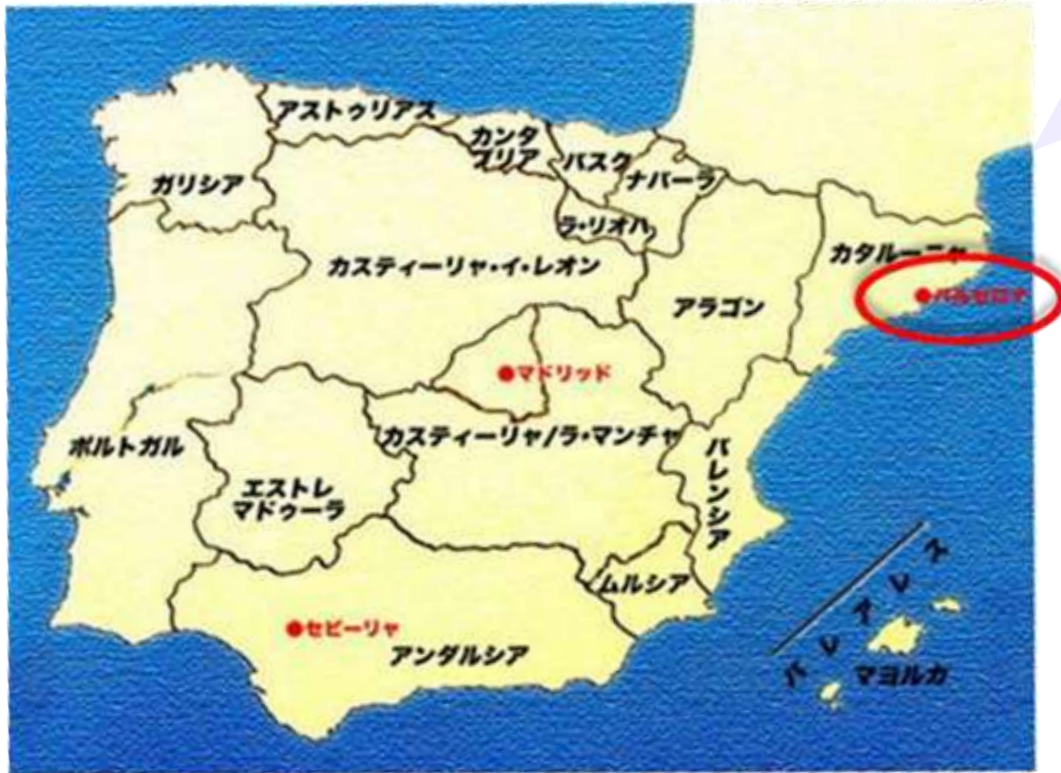 アストゥリアス
カンタ
ブリア
バスク
ナバーラ
ガリシア
ラ・リオハ
カタルーニャ
カスティーリャ・イ・レオン
●バルセロナ
アラゴン
●マドリッド
ポルトガル
カスティーリャ/ラ・マンチャ
バレンシア
エストレ
マドゥーラ
ムルシア
バレアレス
●セビーリャ
アンダルシア
マヨルカ